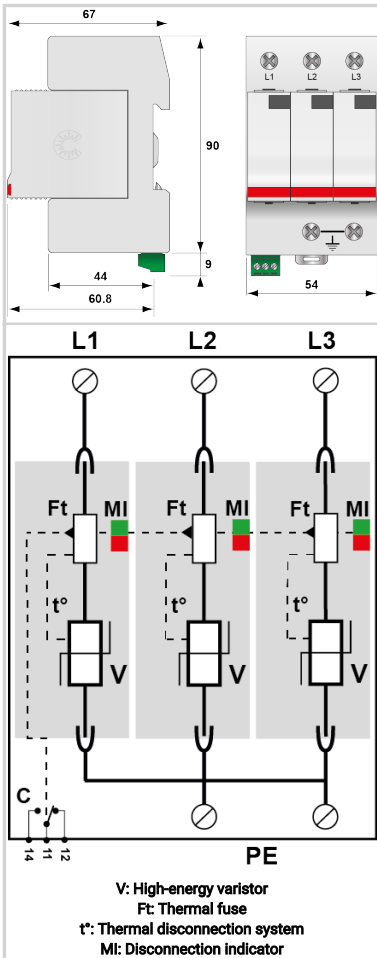 67
L1 L2 L3
90
9
44
60.8
54
L1 L2 L3
Ft MI Ft MI Ft MI
t° t° t°
V V V
C
14 11 12
PE
V: High-energy varistor
Ft: Thermal fuse
t°: Thermal disconnection system
MI: Disconnection indicator